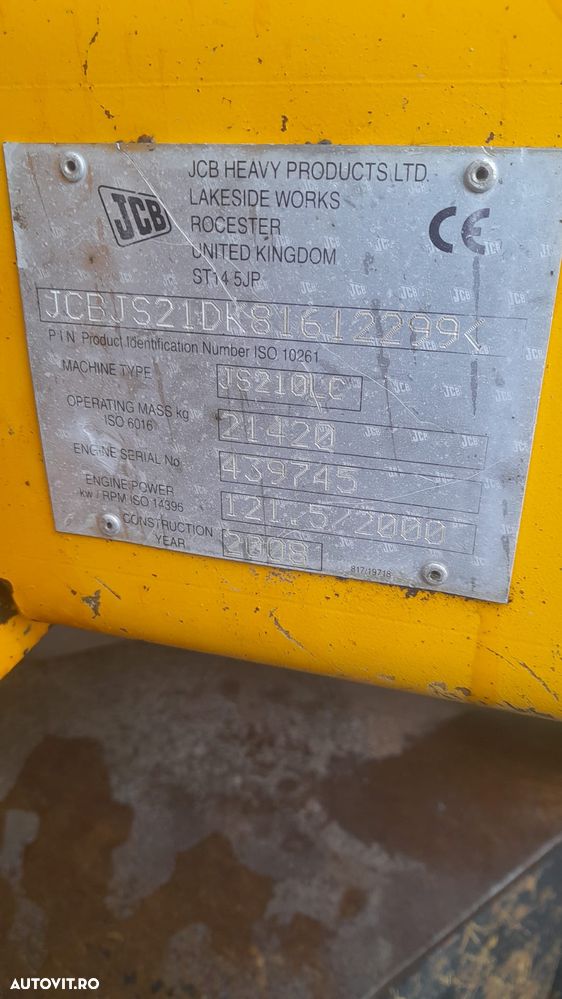 JCB HEAVY PRODUCTS LTD.
LAKESIDE WORKS
ROCESTER
UNITED KINGDOM
ST14 5JP
JCB
CE
JCBJS21DK81612299<
P I N Product Identification Number ISO 10261
MACHINE TYPE JS210LC
OPERATING MASS kg
ISO 6016 21420
ENGINE SERIAL No 439745
ENGINE POWER
kw / RPM ISO 14396 121.5/2000
CONSTRUCTION
YEAR 2008
817/19718
AUTOVIT.RO